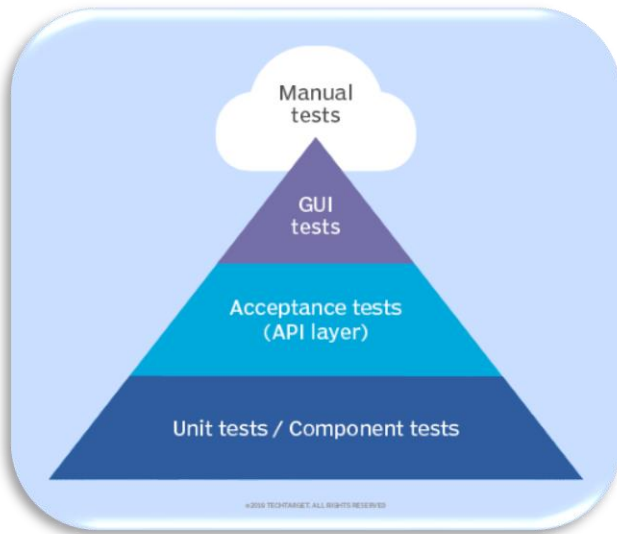 Manual
tests
GUI
tests
Acceptance tests
(API layer)
Unit tests / Component tests
©2016 TECHTARGET. ALL RIGHTS RESERVED